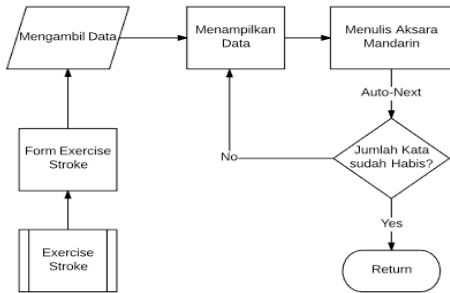 Mengambil Data
Menampilkan
Data
Menulis Aksara
Mandarin
Auto-Next
Form Exercise
Stroke
No
Jumlah Kata
sudah Habis?
Yes
Exercise
Stroke
Return